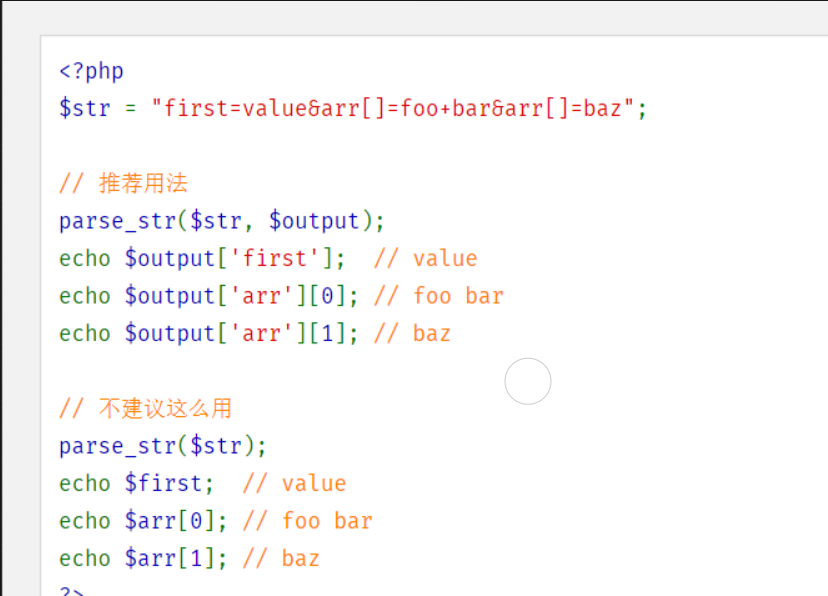 <?php
$str = "first=value&arr[]=foo+bar&arr[]=baz";
// 推荐用法
parse_str($str, $output);
echo $output['first'];  // value
echo $output['arr'][0]; // foo bar
echo $output['arr'][1]; // baz
// 不建议这么用
parse_str($str);
echo $first;  // value
echo $arr[0]; // foo bar
echo $arr[1]; // baz
?>